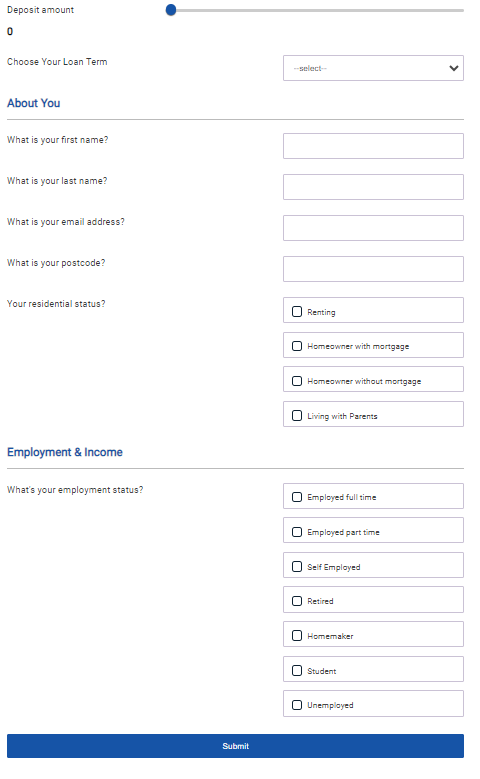 Deposit amount
0
Choose Your Loan Term
--select--
About You
What is your first name?
What is your last name?
What is your email address?
What is your postcode?
Your residential status?
Renting
Homeowner with mortgage
Homeowner without mortgage
Living with Parents
Employment & Income
What's your employment status?
Employed full time
Employed part time
Self Employed
Retired
Homemaker
Student
Unemployed
Submit